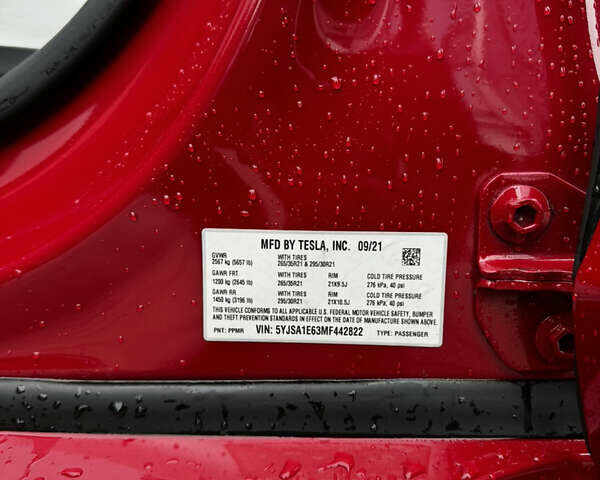 MFD BY TESLA, INC. 09/21
GVWR WITH TIRES
2567 kg (5657 lb) 265/35R21 & 295/30R21
GAWR FRT WITH TIRES RIM COLD TIRE PRESSURE
1200 kg (2645 lb) 265/35R21 21X9.5J 276 kPa, 40 psi
GAWR RR WITH TIRES RIM COLD TIRE PRESSURE
1450 kg (3196 lb) 295/30R21 21X10.5J 276 kPa, 40 psi
THIS VEHICLE CONFORMS TO ALL APPLICABLE U.S. FEDERAL MOTOR VEHICLE SAFETY, BUMPER
AND THEFT PREVENTION STANDARDS IN EFFECT ON THE DATE OF MANUFACTURE SHOWN ABOVE.
PNT: PPMR VIN: 5YJSA1E63MF442822 TYPE: PASSENGER